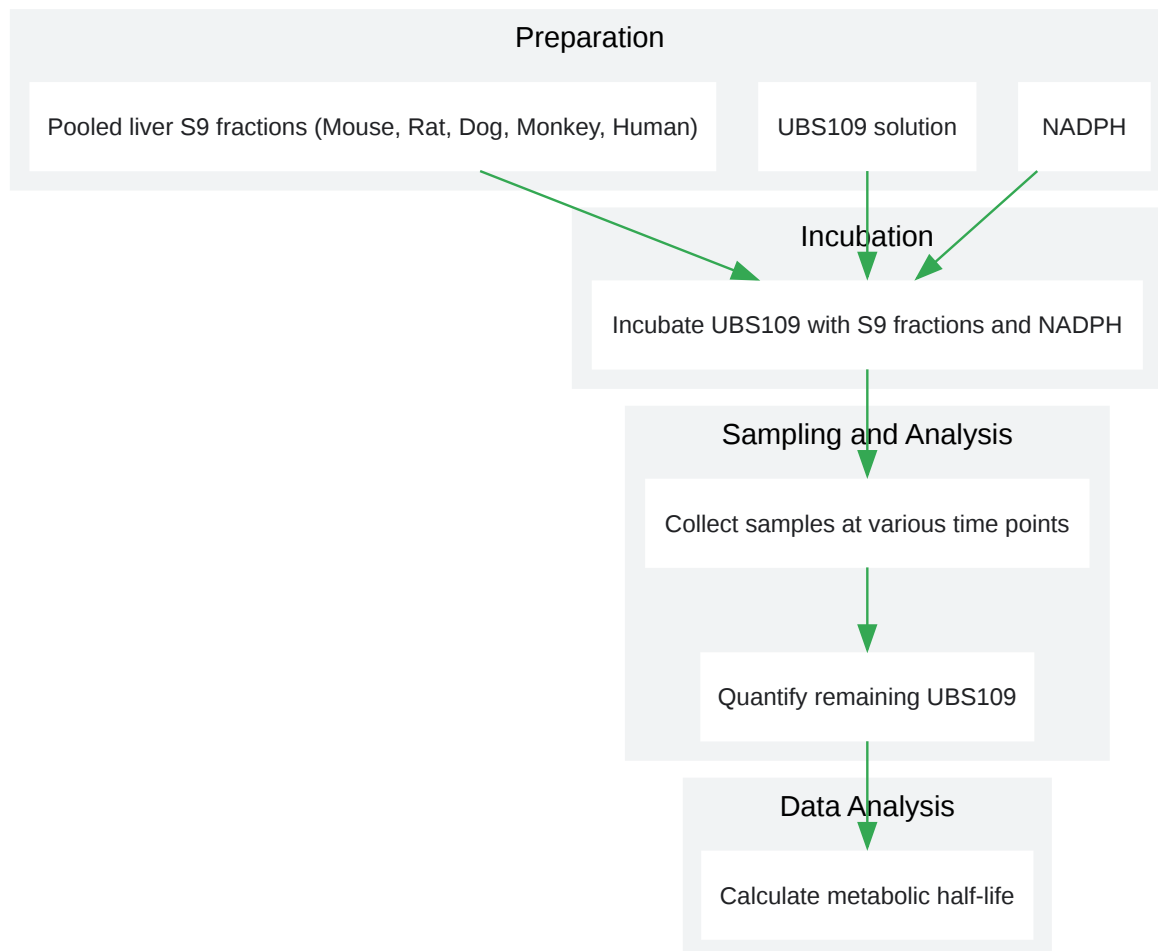 Preparation
Pooled liver S9 fractions (Mouse, Rat, Dog, Monkey, Human)
UBS109 solution
NADPH
Incubation
Incubate UBS109 with S9 fractions and NADPH
Sampling and Analysis
Collect samples at various time points
Quantify remaining UBS109
Data Analysis
Calculate metabolic half-life